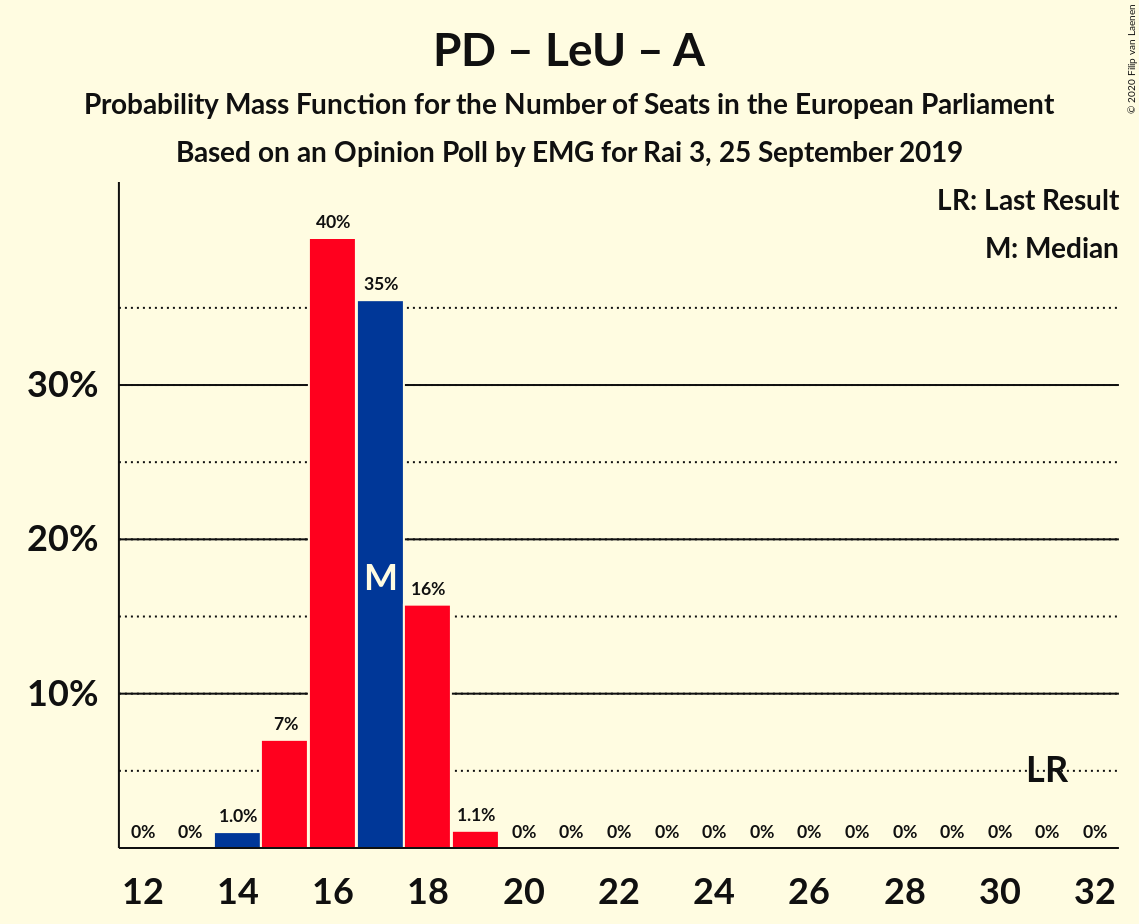 PD – LeU – A
Probability Mass Function for the Number of Seats in the European Parliament
Based on an Opinion Poll by EMG for Rai 3, 25 September 2019
© 2020 Filip van Laenen
LR: Last Result
M: Median
40%
35%
30%
20%
M
16%
10%
7%
LR
1.0%
1.1%
0% 0% 0% 0% 0% 0% 0% 0% 0% 0% 0% 0% 0% 0% 0%
12 14 16 18 20 22 24 26 28 30 32